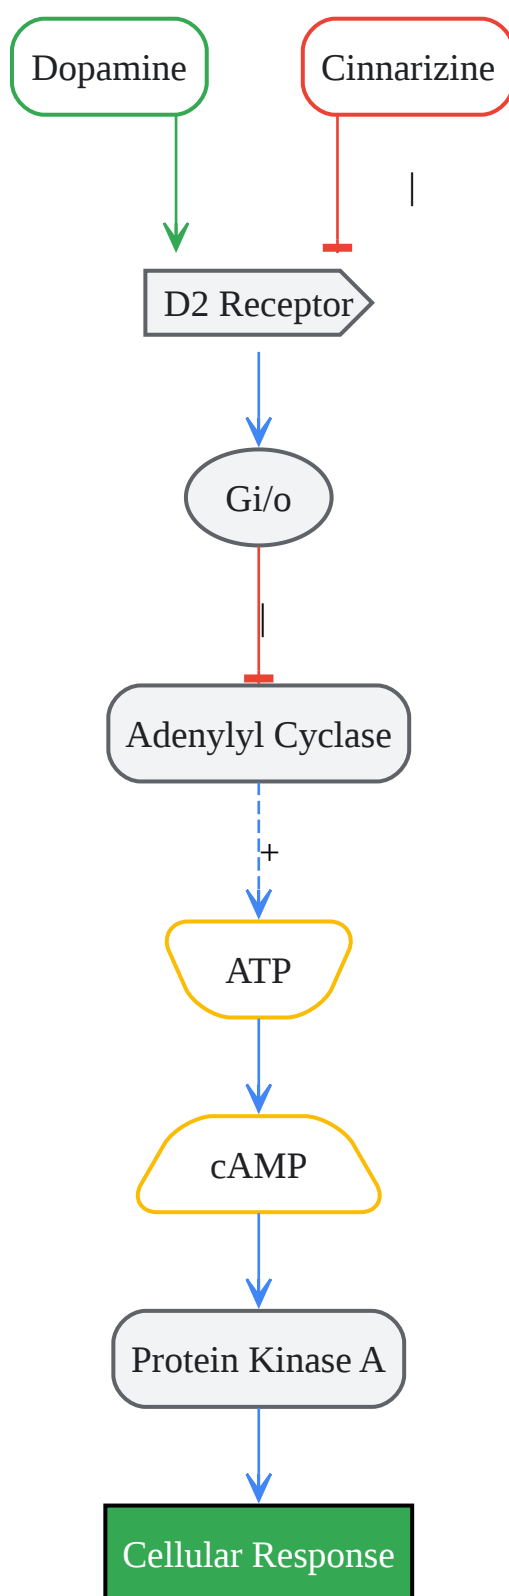 Dopamine
Cinnarizine
|
D2 Receptor
Gi/o
|
Adenylyl Cyclase
+
ATP
cAMP
Protein Kinase A
Cellular Response